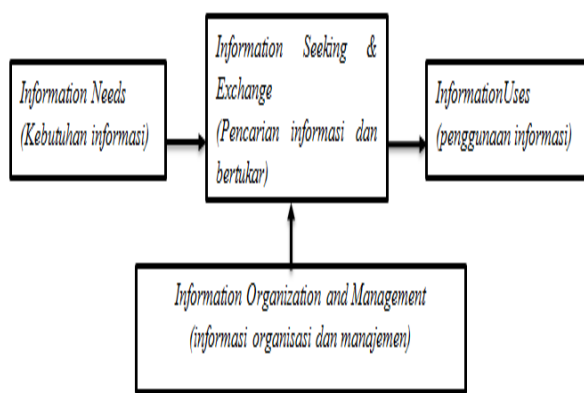 Information Needs
(Kebutuhan informasi)
Information Seeking &
Exchange
(Pencarian informasi dan
bertukar)
InformationUses
(penggunaan informasi)
Information Organization and Management
(informasi organisasi dan manajemen)